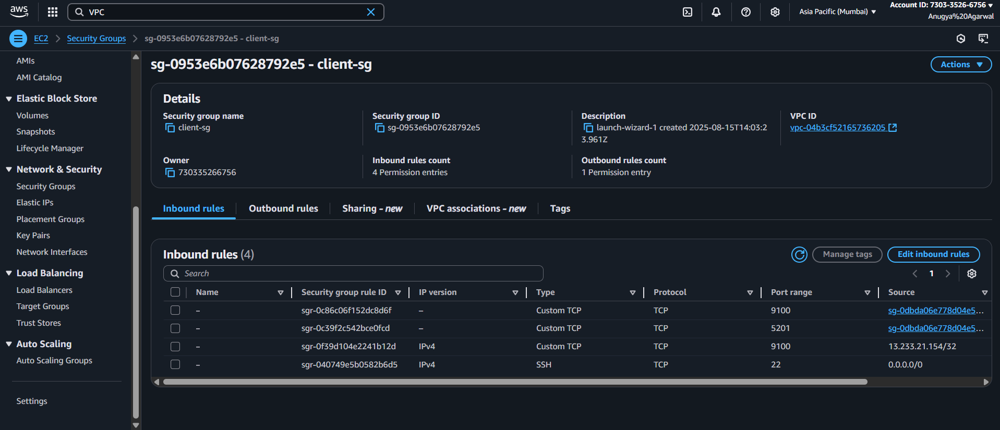 aws
VPC
Asia Pacific (Mumbai)
Account ID: 7303-3526-6756
Anugya%20Agarwal
EC2
Security Groups
sg-0953e6b07628792e5 - client-sg
AMIs
AMI Catalog
Elastic Block Store
Volumes
Snapshots
Lifecycle Manager
Network & Security
Security Groups
Elastic IPs
Placement Groups
Key Pairs
Network Interfaces
Load Balancing
Load Balancers
Target Groups
Trust Stores
Auto Scaling
Auto Scaling Groups
Settings
sg-0953e6b07628792e5 - client-sg
Actions
Details
Security group name
client-sg
Security group ID
sg-0953e6b07628792e5
Description
launch-wizard-1 created 2025-08-15T14:03:2
3.961Z
VPC ID
vpc-04b3cf52165736205
Owner
730335266756
Inbound rules count
4 Permission entries
Outbound rules count
1 Permission entry
Inbound rules Outbound rules Sharing - new VPC associations - new Tags
Inbound rules (4)
Manage tags
Edit inbound rules
Search
1
Name Security group rule ID IP version Type Protocol Port range Source
– sgr-0c86c06f152dc8d6f – Custom TCP TCP 9100 sg-0dbda06e778d04e5...
– sgr-0c39f2c542bce0fcd – Custom TCP TCP 5201 sg-0dbda06e778d04e5...
– sgr-0f39d104e2241b12d IPv4 Custom TCP TCP 9100 13.233.21.154/32
– sgr-040749e5b0582b6d5 IPv4 SSH TCP 22 0.0.0.0/0